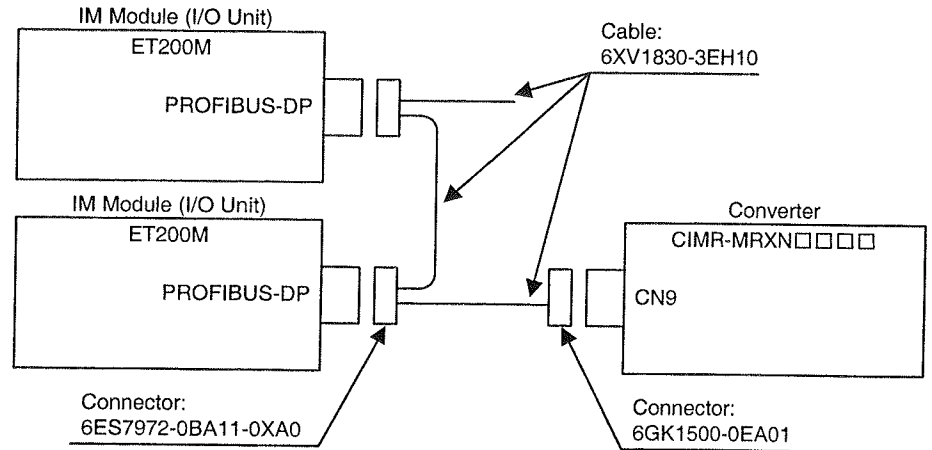 IM Module (I/O Unit)
ET200M
PROFIBUS-DP
Cable:
6XV1830-3EH10
IM Module (I/O Unit)
ET200M
PROFIBUS-DP
Converter
CIMR-MRXN□□□□
CN9
Connector:
6ES7972-0BA11-0XA0
Connector:
6GK1500-0EA01